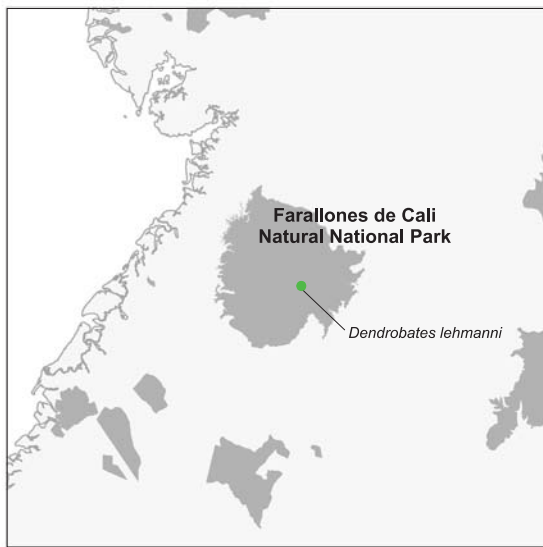 Farallones de Cali
Natural National Park
Dendrobates lehmanni